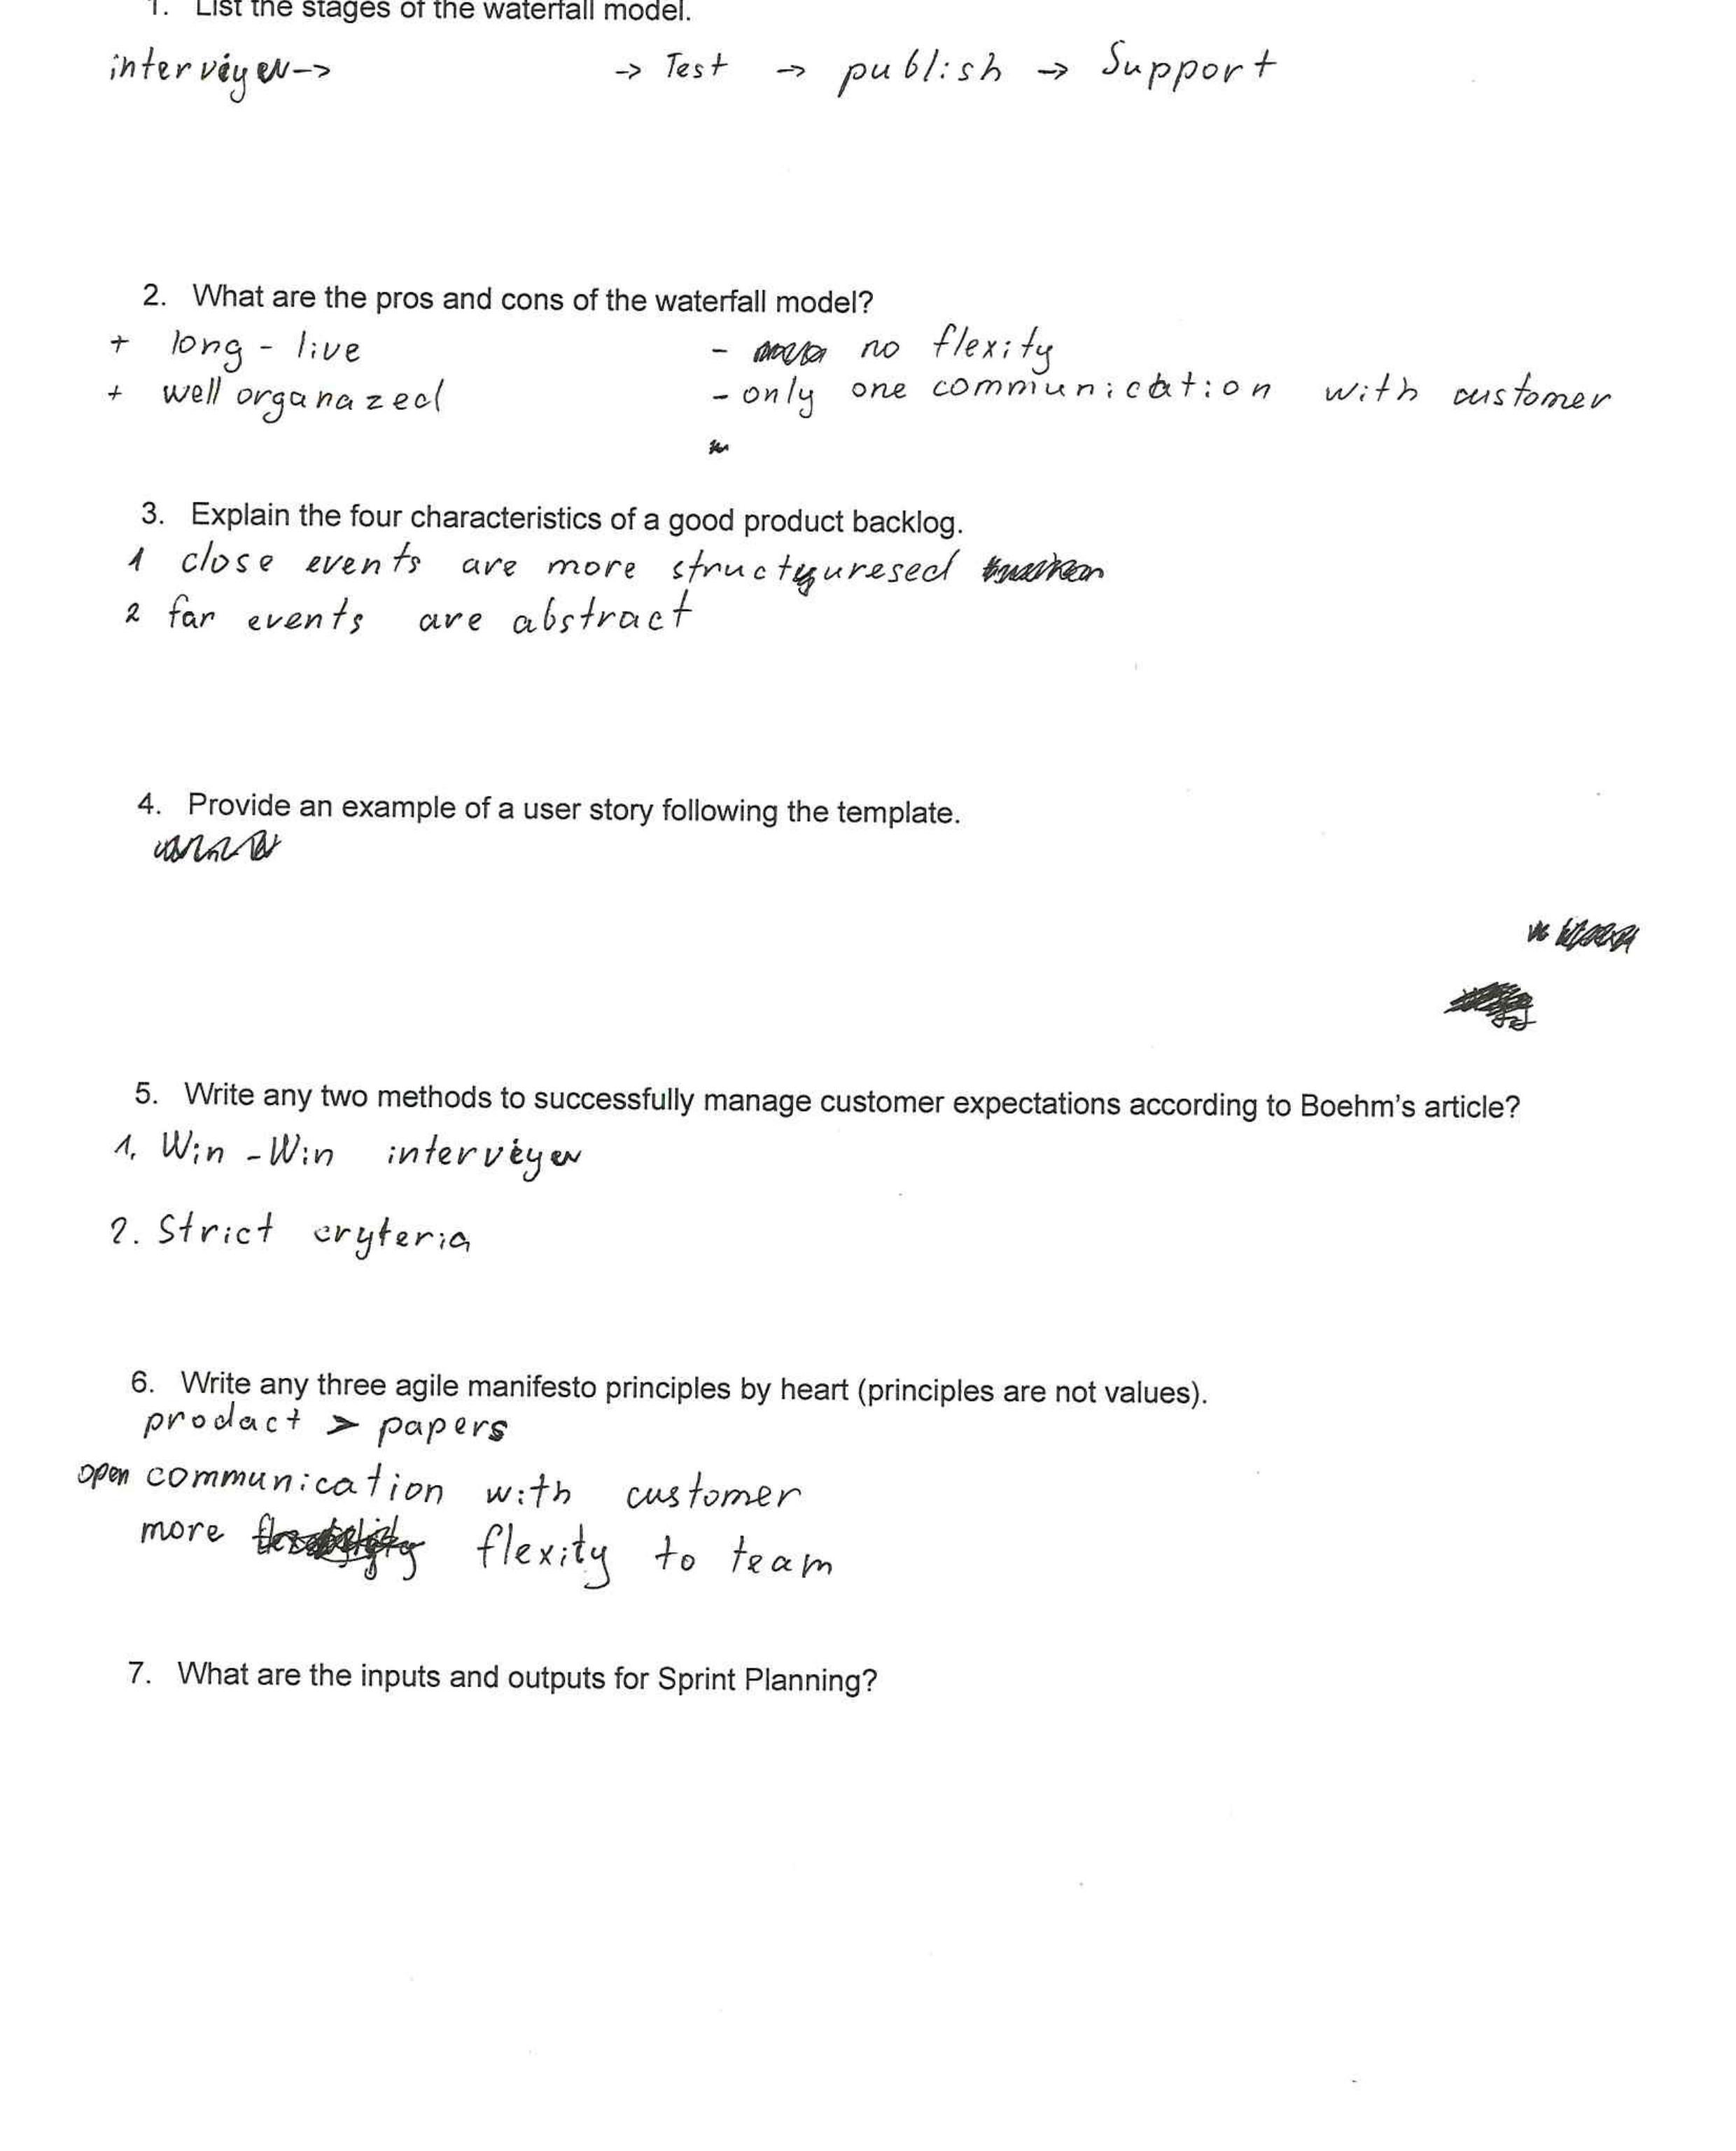 1. List the stages of the waterfall model.
interviyew-> -> Test -> publish -> Support
2. What are the pros and cons of the waterfall model?
+ long - live - no flexity
+ well organazed - only one communication with customer
3. Explain the four characteristics of a good product backlog.
1 close events are more structyuresed
2 far events are abstract
4. Provide an example of a user story following the template.
5. Write any two methods to successfully manage customer expectations according to Boehm's article?
1. Win - Win interviyew
2. Strict cryteria
6. Write any three agile manifesto principles by heart (principles are not values).
prodact > papers
open communication with customer
more flexity to team
7. What are the inputs and outputs for Sprint Planning?